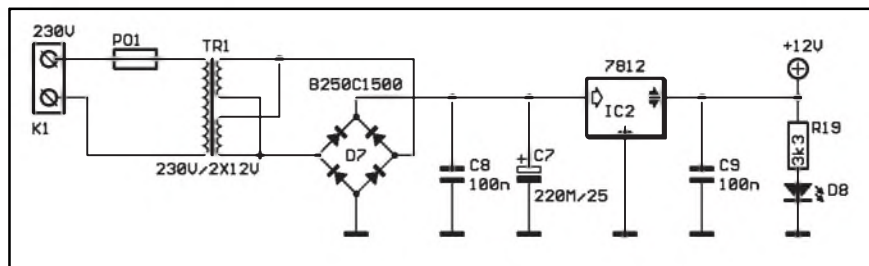 230V
K1
PO1
TR1
230V/2X12V
B250C1500
D7
C8
100n
+
C7
220M/25
7812
IC2
C9
100n
+12V
R19
3k3
D8